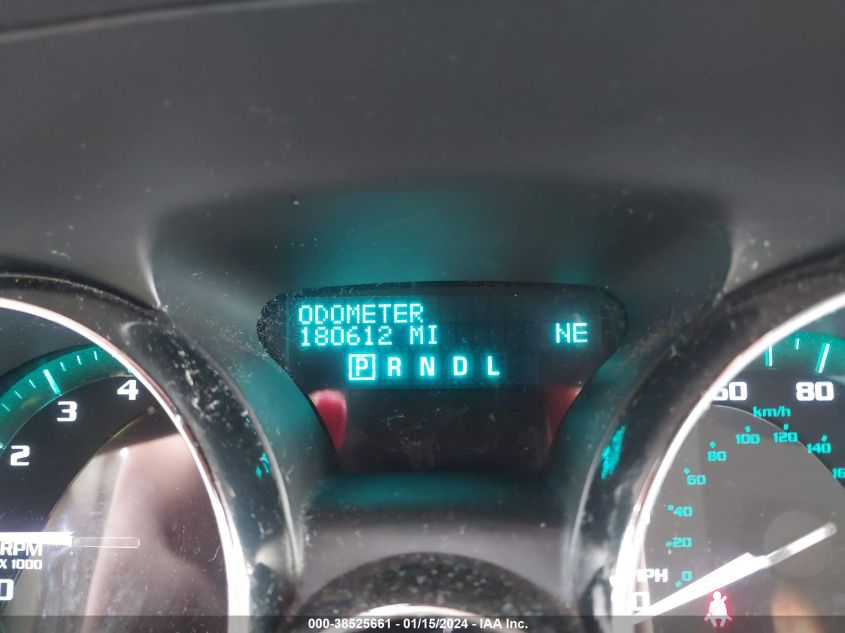 ODOMETER
180612 MI NE
P R N D L
2 3 4
RPM
X 1000
0
60 80
km/h
0 20 40 60 80 100 120 140
MPH
000-38525661 - 01/15/2024 - IAA Inc.